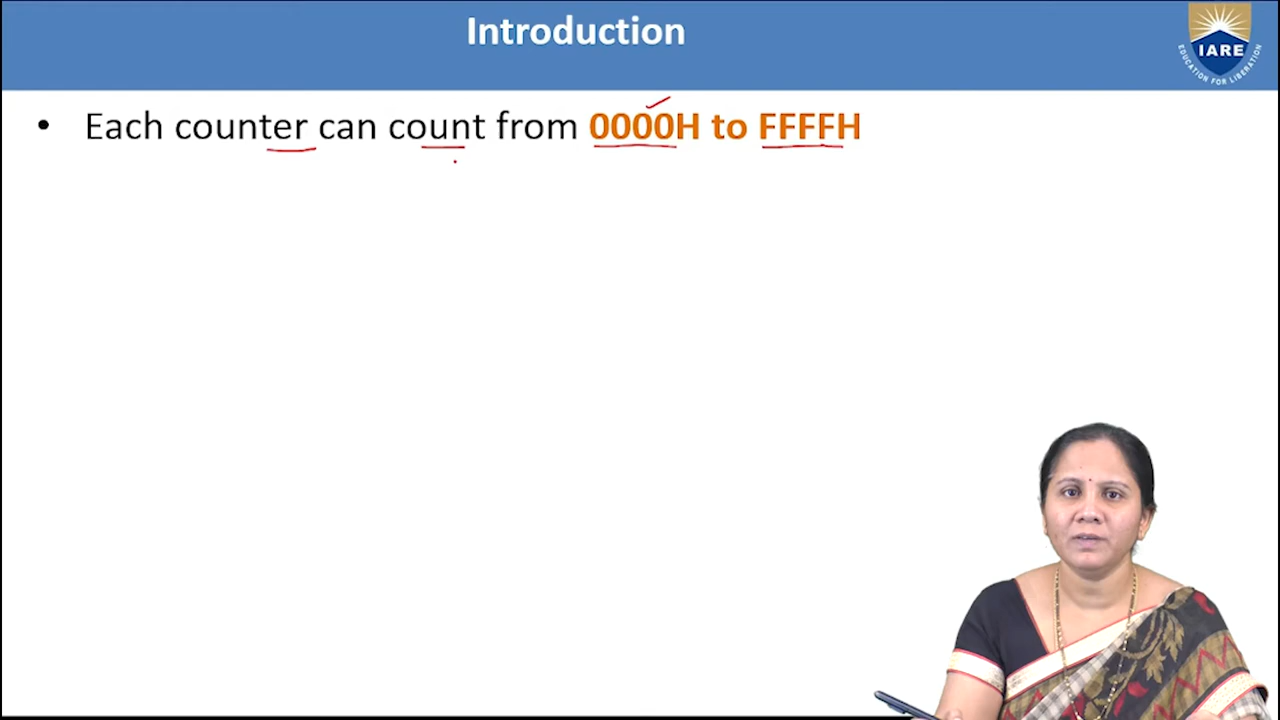 Introduction
IARE
EDUCATION FOR LIBERATION
• Each counter can count from 0000H to FFFFH